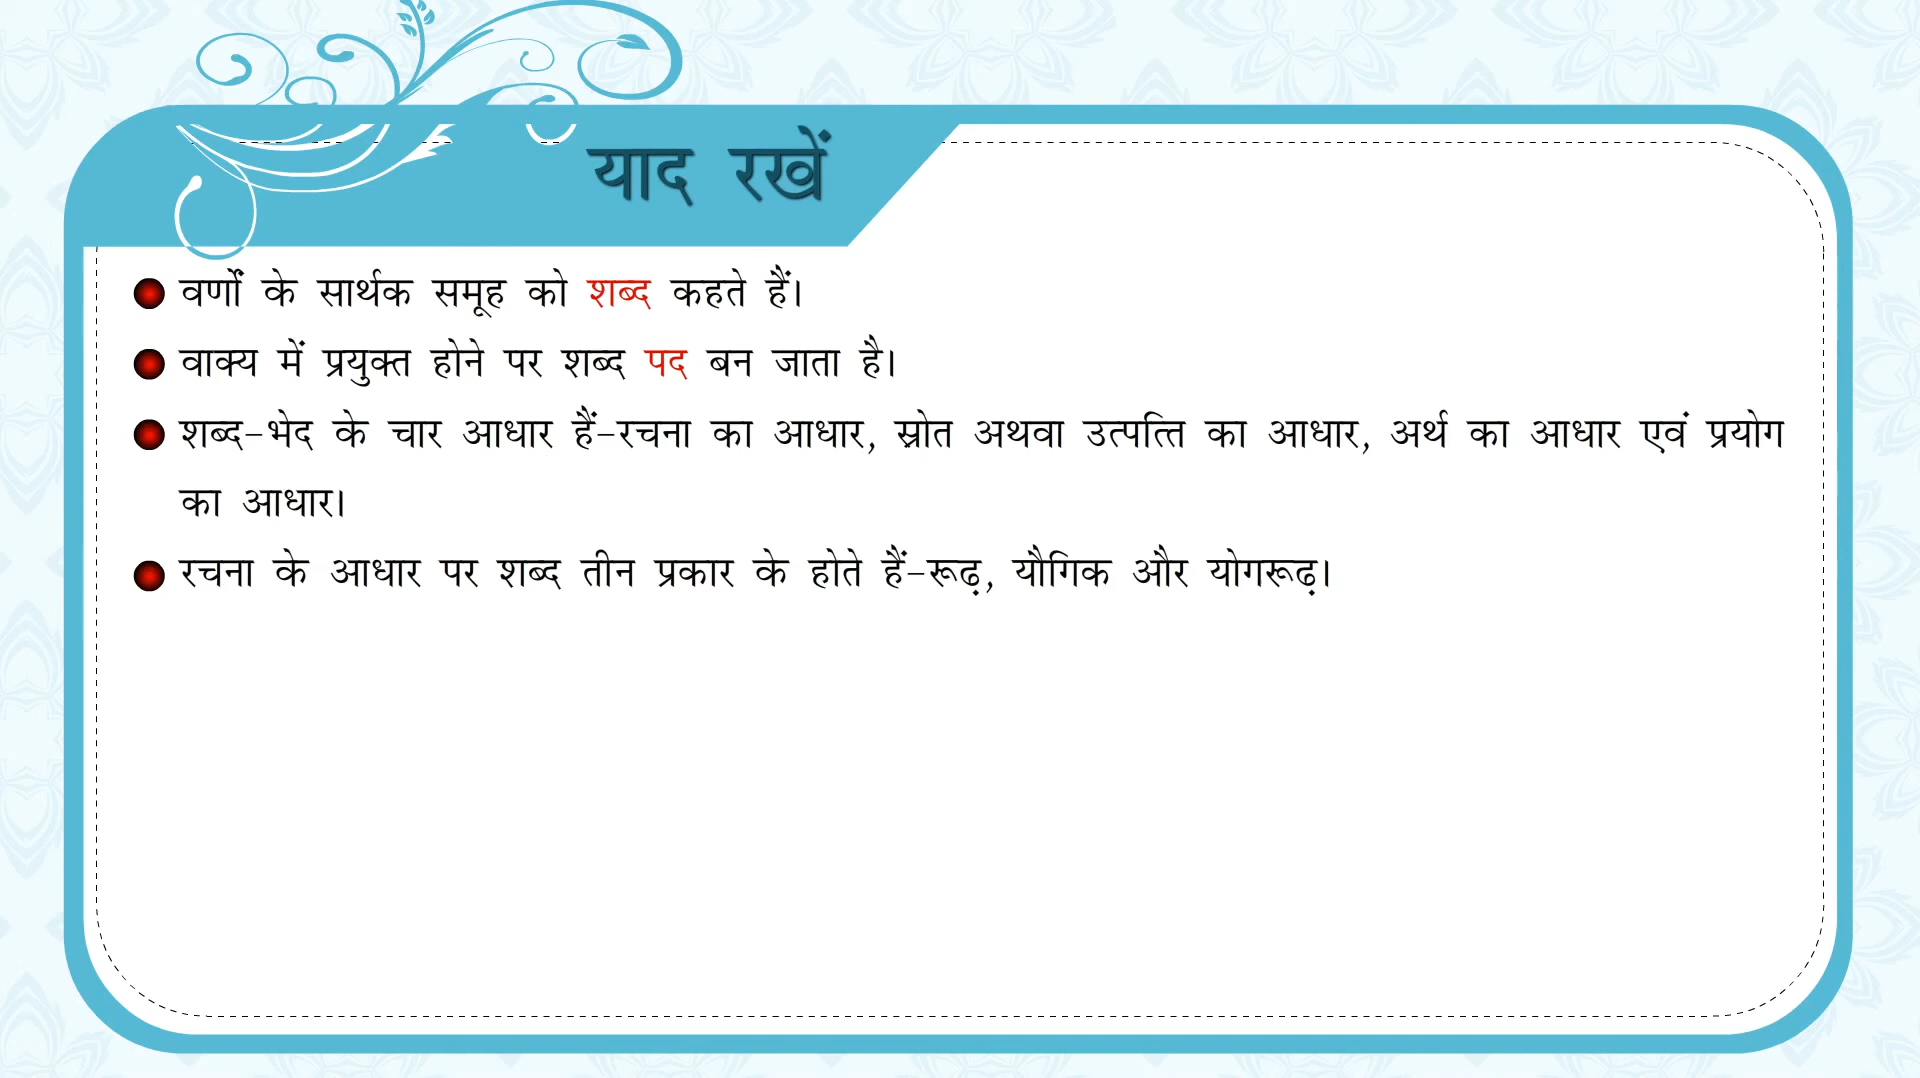 याद रखें
वर्णों के सार्थक समूह को शब्द कहते हैं।
वाक्य में प्रयुक्त होने पर शब्द पद बन जाता है।
शब्द-भेद के चार आधार हैं-रचना का आधार, स्रोत अथवा उत्पत्ति का आधार, अर्थ का आधार एवं प्रयोग
का आधार।
रचना के आधार पर शब्द तीन प्रकार के होते हैं-रूढ़, यौगिक और योगरूढ़।